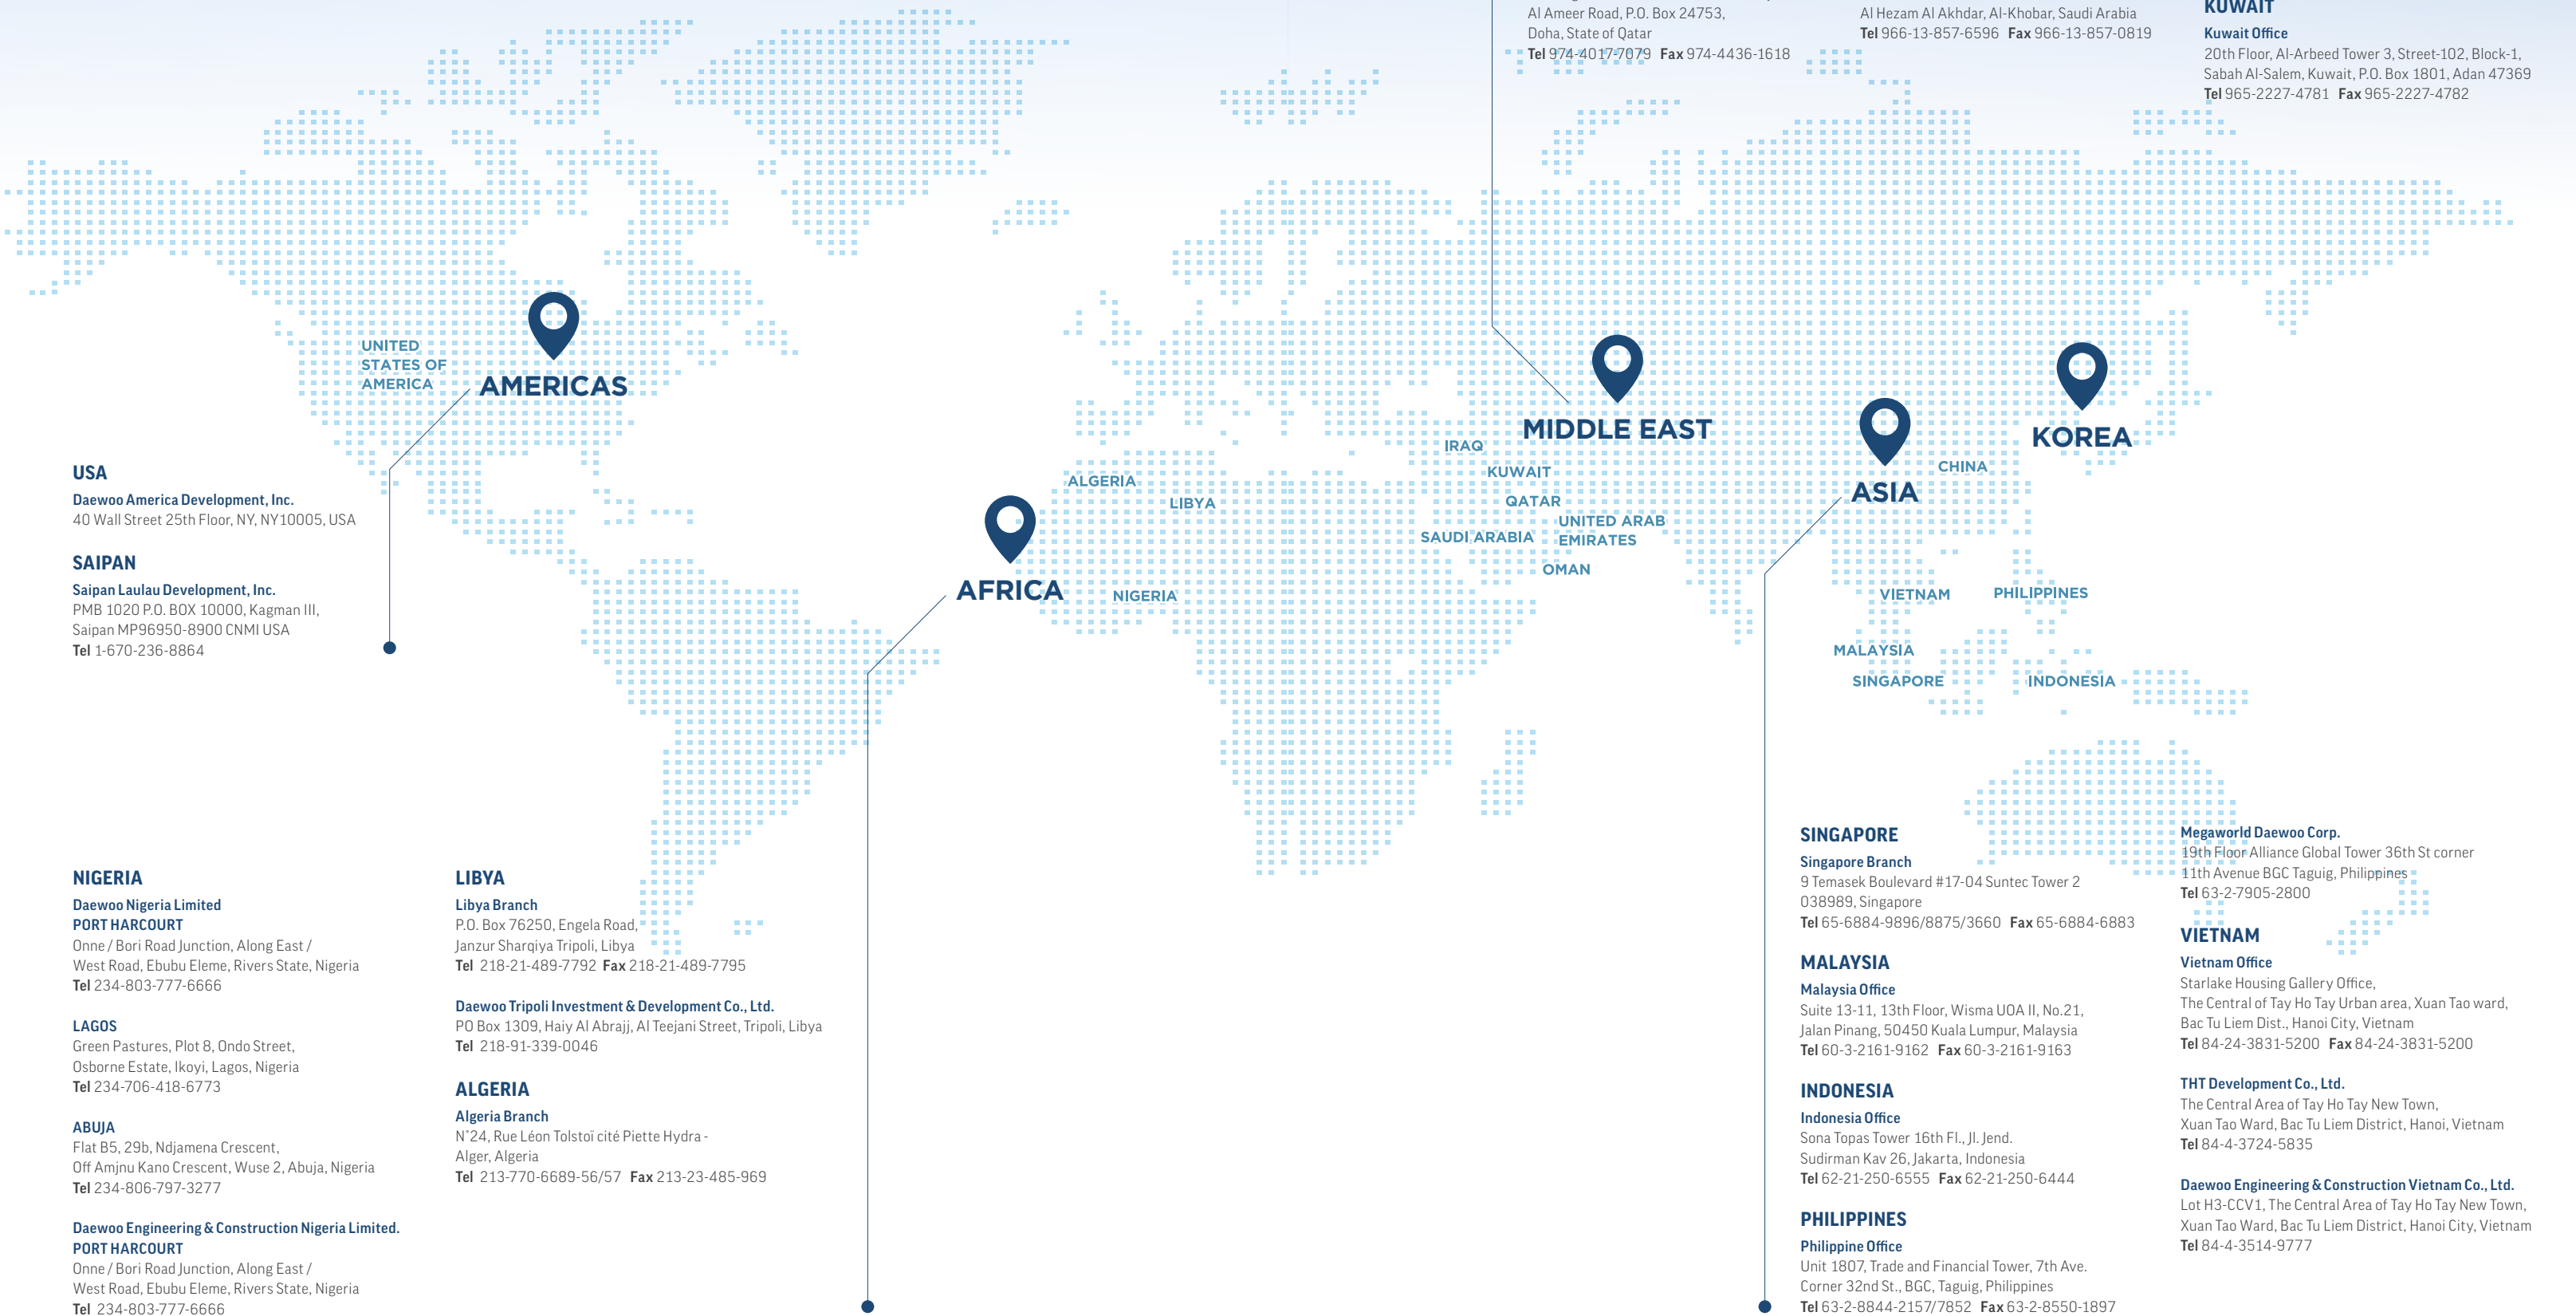 Al Ameer Road, P.O. Box 24753,
Doha, State of Qatar
Tel 974-4017-7079 Fax 974-4436-1618
Al Hezam Al Akhdar, Al-Khobar, Saudi Arabia
Tel 966-13-857-6596 Fax 966-13-857-0819
KUWAIT
Kuwait Office
20th Floor, Al-Arbeed Tower 3, Street-102, Block-1,
Sabah Al-Salem, Kuwait, P.O. Box 1801, Adan 47369
Tel 965-2227-4781 Fax 965-2227-4782
UNITED
STATES OF
AMERICA
AMERICAS
MIDDLE EAST
KOREA
ASIA
AFRICA
IRAQ
KUWAIT
QATAR
UNITED ARAB
EMIRATES
SAUDI ARABIA
OMAN
ALGERIA
LIBYA
NIGERIA
CHINA
VIETNAM
PHILIPPINES
MALAYSIA
SINGAPORE
INDONESIA
USA
Daewoo America Development, Inc.
40 Wall Street 25th Floor, NY, NY10005, USA
SAIPAN
Saipan Laulau Development, Inc.
PMB 1020 P.O. BOX 10000, Kagman III,
Saipan MP96950-8900 CNMI USA
Tel 1-670-236-8864
NIGERIA
Daewoo Nigeria Limited
PORT HARCOURT
Onne / Bori Road Junction, Along East /
West Road, Ebubu Eleme, Rivers State, Nigeria
Tel 234-803-777-6666
LAGOS
Green Pastures, Plot 8, Ondo Street,
Osborne Estate, Ikoyi, Lagos, Nigeria
Tel 234-706-418-6773
ABUJA
Flat B5, 29b, Ndjamena Crescent,
Off Amjnu Kano Crescent, Wuse 2, Abuja, Nigeria
Tel 234-806-797-3277
Daewoo Engineering & Construction Nigeria Limited.
PORT HARCOURT
Onne / Bori Road Junction, Along East /
West Road, Ebubu Eleme, Rivers State, Nigeria
Tel 234-803-777-6666
LIBYA
Libya Branch
P.O. Box 76250, Engela Road,
Janzur Sharqiya Tripoli, Libya
Tel 218-21-489-7792 Fax 218-21-489-7795
Daewoo Tripoli Investment & Development Co., Ltd.
PO Box 1309, Haiy Al Abrajj, Al Teejani Street, Tripoli, Libya
Tel 218-91-339-0046
ALGERIA
Algeria Branch
N°24, Rue Léon Tolstoï cité Piette Hydra -
Alger, Algeria
Tel 213-770-6689-56/57 Fax 213-23-485-969
SINGAPORE
Singapore Branch
9 Temasek Boulevard #17-04 Suntec Tower 2
038989, Singapore
Tel 65-6884-9896/8875/3660 Fax 65-6884-6883
MALAYSIA
Malaysia Office
Suite 13-11, 13th Floor, Wisma UOA II, No.21,
Jalan Pinang, 50450 Kuala Lumpur, Malaysia
Tel 60-3-2161-9162 Fax 60-3-2161-9163
INDONESIA
Indonesia Office
Sona Topas Tower 16th Fl., Jl. Jend.
Sudirman Kav 26, Jakarta, Indonesia
Tel 62-21-250-6555 Fax 62-21-250-6444
PHILIPPINES
Philippine Office
Unit 1807, Trade and Financial Tower, 7th Ave.
Corner 32nd St., BGC, Taguig, Philippines
Tel 63-2-8844-2157/7852 Fax 63-2-8550-1897
Megaworld Daewoo Corp.
19th Floor Alliance Global Tower 36th St corner
11th Avenue BGC Taguig, Philippines
Tel 63-2-7905-2800
VIETNAM
Vietnam Office
Starlake Housing Gallery Office,
The Central of Tay Ho Tay Urban area, Xuan Tao ward,
Bac Tu Liem Dist., Hanoi City, Vietnam
Tel 84-24-3831-5200 Fax 84-24-3831-5200
THT Development Co., Ltd.
The Central Area of Tay Ho Tay New Town,
Xuan Tao Ward, Bac Tu Liem District, Hanoi, Vietnam
Tel 84-4-3724-5835
Daewoo Engineering & Construction Vietnam Co., Ltd.
Lot H3-CCV1, The Central Area of Tay Ho Tay New Town,
Xuan Tao Ward, Bac Tu Liem District, Hanoi City, Vietnam
Tel 84-4-3514-9777